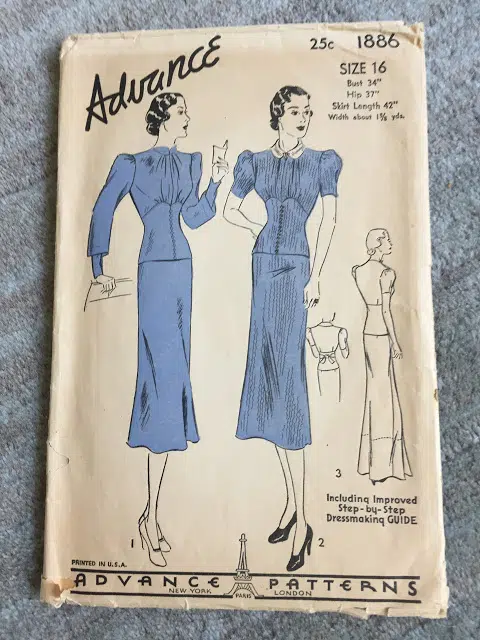 Advance
25c 1886
SIZE 16
Bust 34"
Hip 37"
Skirt Length 42"
Width about 1⅞ yds.
3
Including Improved
Step-by-Step
Dressmaking GUIDE
1
2
PRINTED IN U.S.A.
ADVANCE PATTERNS
NEW YORK PARIS LONDON